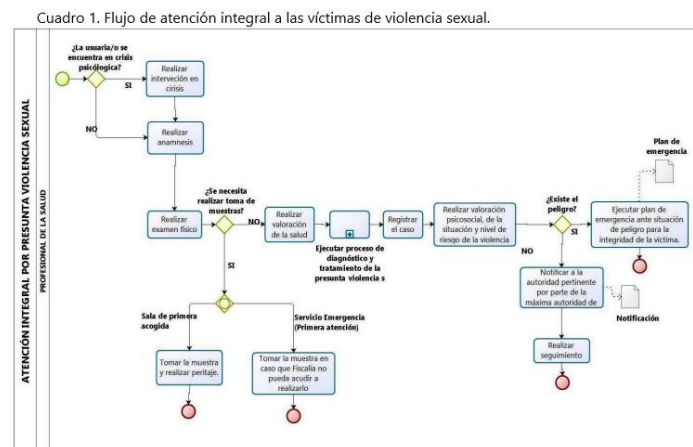 Cuadro 1. Flujo de atención integral a las víctimas de violencia sexual.
ATENCIÓN INTEGRAL POR PRESUNTA VIOLENCIA SEXUAL
PROFESIONAL DE LA SALUD
¿La usuaria/o se
encuentra en crisis
psicológica?
SI
NO
Realizar
interveción en
crisis
Realizar
anamnesis
Realizar
examen físico
¿Se necesita
realizar toma de
muestras?
NO
SI
Realizar
valoración
de la salud
Ejecutar proceso de
diagnóstico y
tratamiento de la
presunta violencia s
Registrar
el caso
Realizar valoración
psicosocial, de la
situación y nivel de
riesgo de la violencia
¿Existe el
peligro?
SI
NO
Plan de
emergencia
Ejecutar plan de
emergencia ante situación
de peligro para la
integridad de la víctima.
Notificar a la
autoridad pertinente
por parte de la
máxima autoridad de
Notificación
Realizar
seguimiento
Sala de primera
acogida
Servicio Emergencia
(Primera atención)
Tomar la muestra
y realizar peritaje.
Tomar la muestra en
caso que Fiscalía no
pueda acudir a
realizarlo